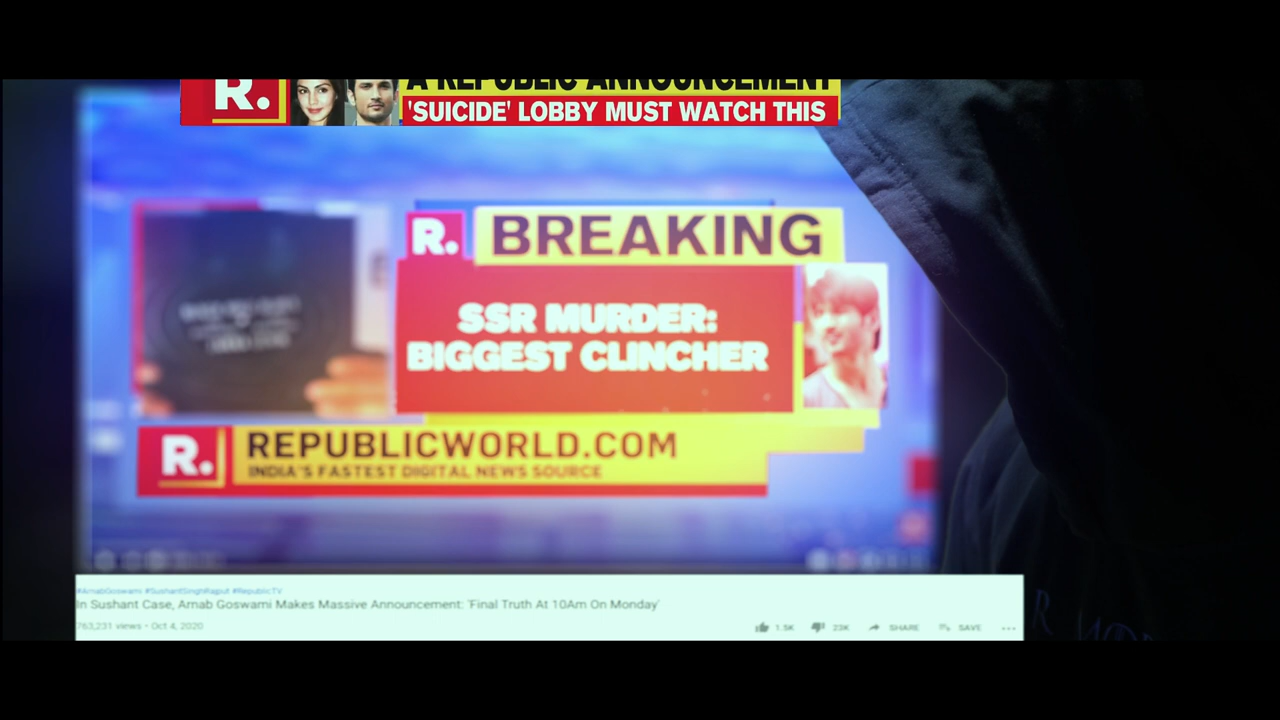 A REPUBLIC ANNOUNCEMENT
R.
'SUICIDE' LOBBY MUST WATCH THIS
R. BREAKING
SSR MURDER:
BIGGEST CLINCHER
R. REPUBLICWORLD.COM
INDIA'S FASTEST DIGITAL NEWS SOURCE
#ArnabGoswami #SushantSinghRajput #RepublicTV
In Sushant Case, Arnab Goswami Makes Massive Announcement: 'Final Truth At 10Am On Monday'
763,231 views • Oct 4, 2020
1.5K 23K SHARE SAVE